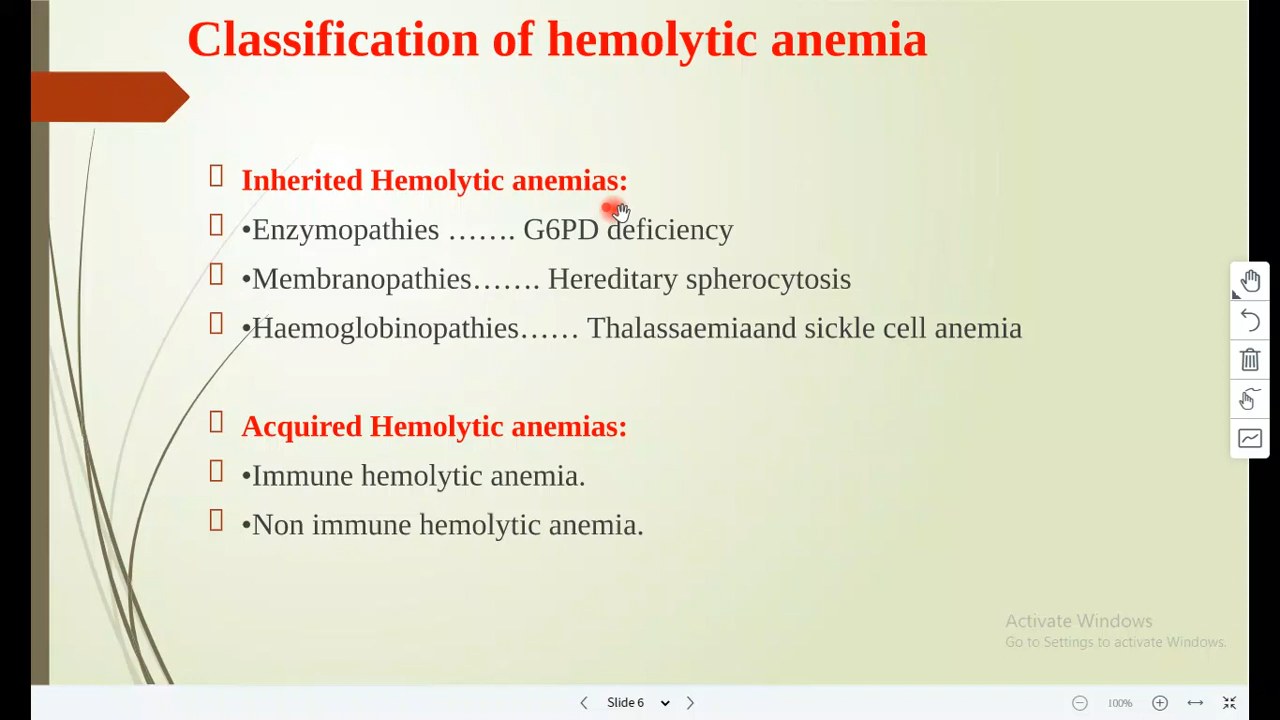 Classification of hemolytic anemia
Inherited Hemolytic anemias:
•Enzymopathies ……. G6PD deficiency
•Membranopathies……. Hereditary spherocytosis
•Haemoglobinopathies…… Thalassaemiaand sickle cell anemia
Acquired Hemolytic anemias:
•Immune hemolytic anemia.
•Non immune hemolytic anemia.
Activate Windows
Go to Settings to activate Windows.
Slide 6
100%